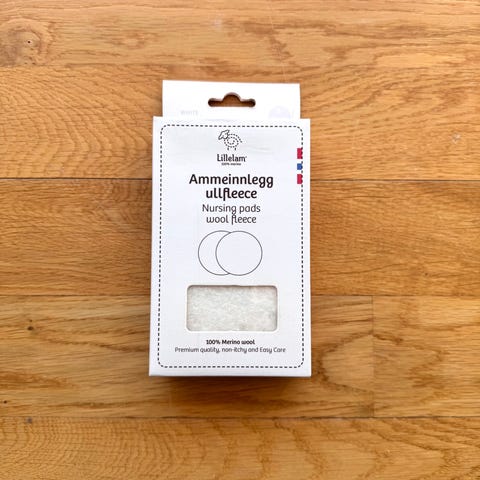 WHITE
Lillelam
100% merino
Ammeinnlegg
ullfleece
Nursing pads
wool fleece
100% Merino wool
Premium quality, non-itchy and Easy Care